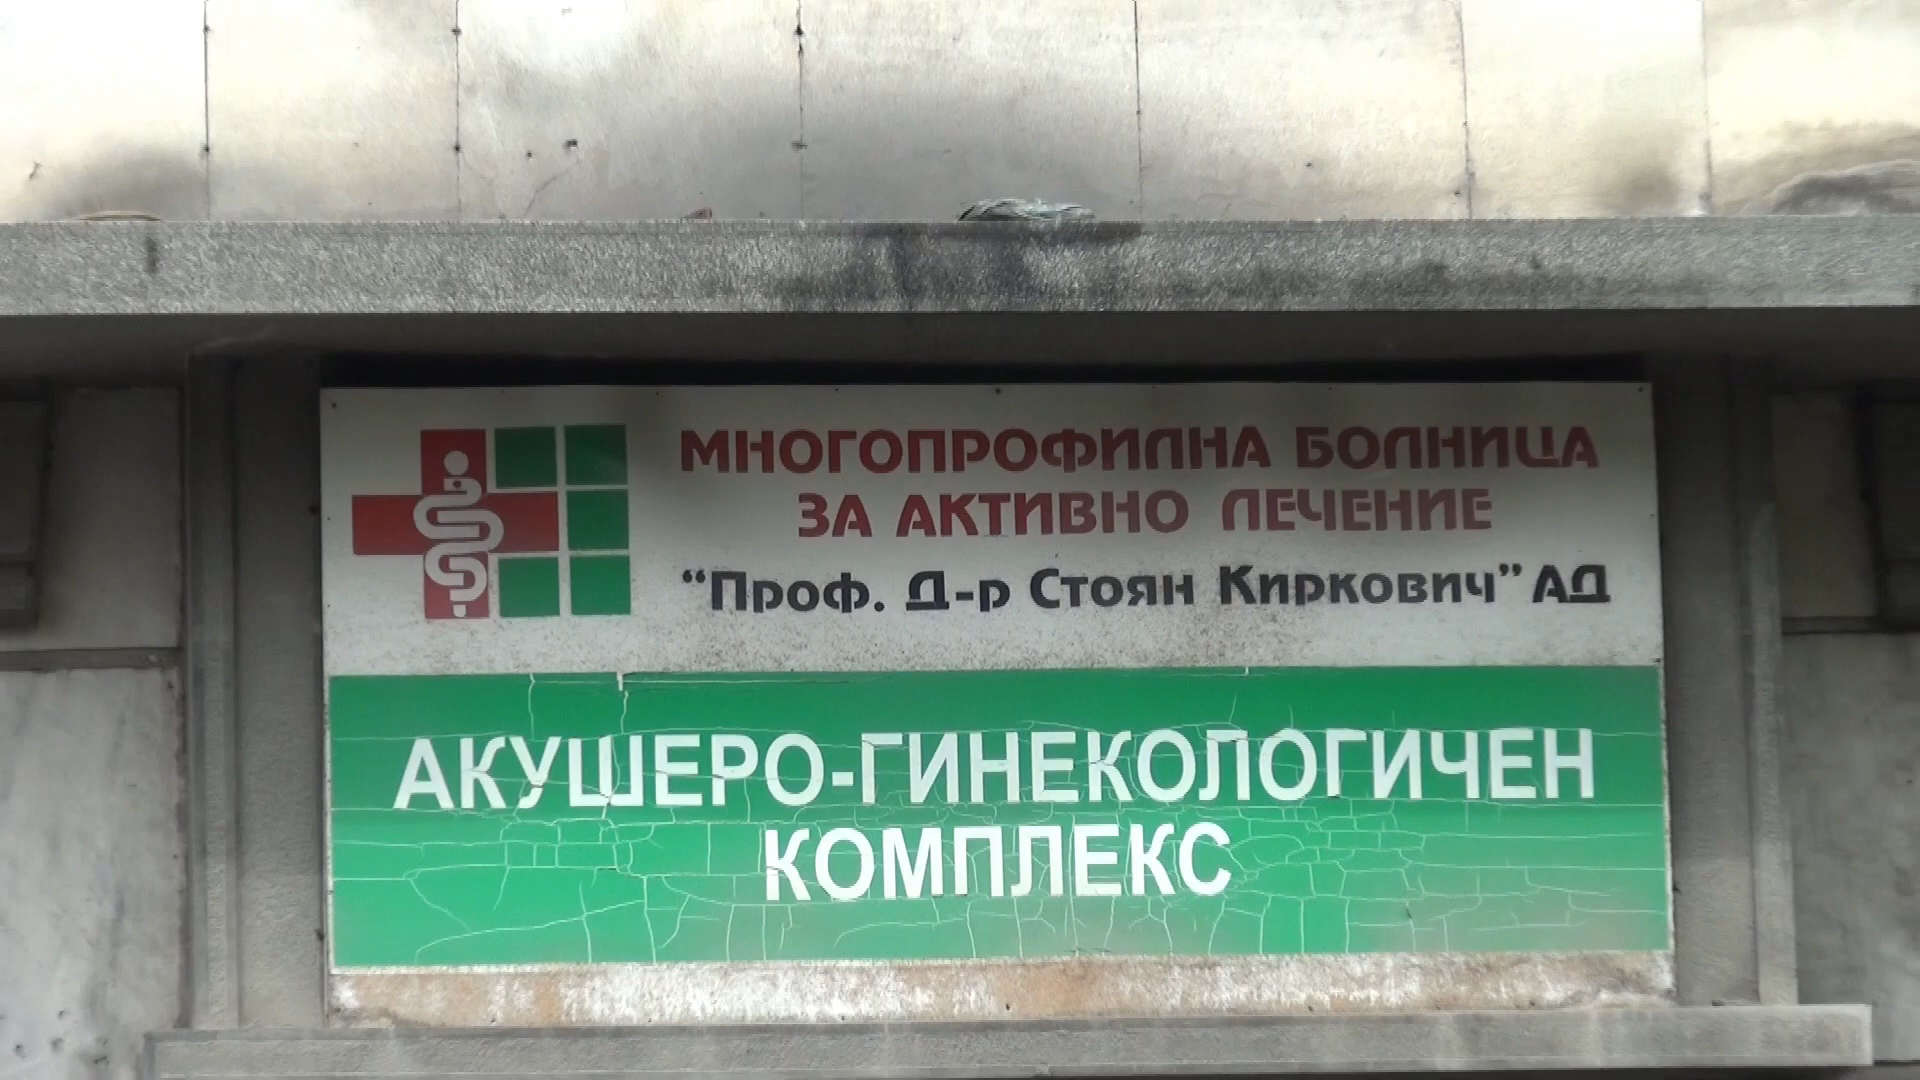 МНОГОПРОФИЛНА БОЛНИЦА
ЗА АКТИВНО ЛЕЧЕНИЕ
“Проф. Д-р Стоян Киркович” АД
АКУШЕРО-ГИНЕКОЛОГИЧЕН
КОМПЛЕКС